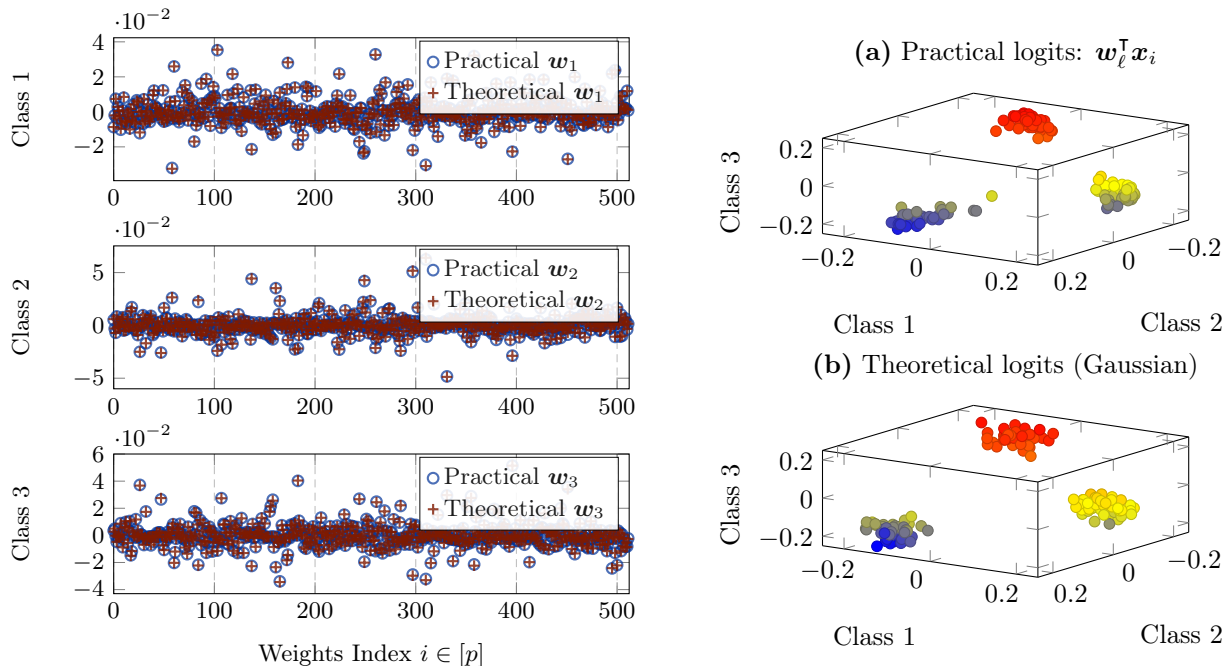 ·10⁻²
4
2
0
−2
Class 1
Practical w₁
Theoretical w₁
0 100 200 300 400 500
·10⁻²
5
0
−5
Class 2
Practical w₂
Theoretical w₂
0 100 200 300 400 500
·10⁻²
6
4
2
0
−2
−4
Class 3
Practical w₃
Theoretical w₃
0 100 200 300 400 500
Weights Index i ∈ [p]
(a) Practical logits: wℓᵀxᵢ
0.2
0
−0.2
Class 3
−0.2 0 0.2
0.2 0 −0.2
Class 1 Class 2
(b) Theoretical logits (Gaussian)
0.2
0
−0.2
Class 3
−0.2 0 0.2
0.2 0 −0.2
Class 1 Class 2